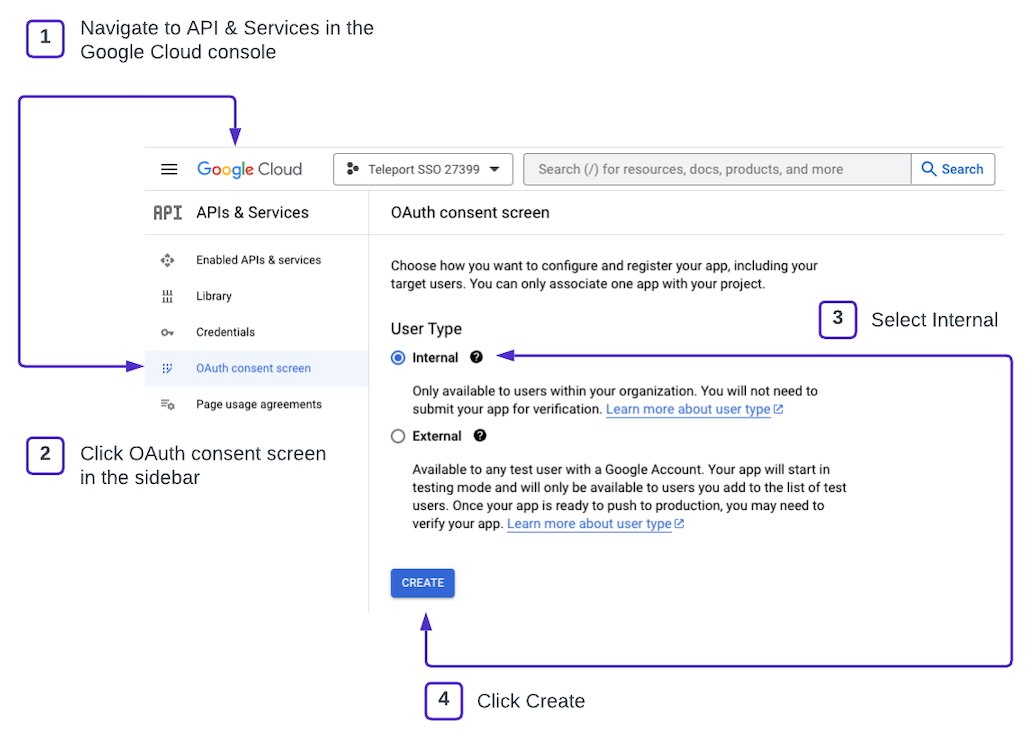 1
Navigate to API & Services in the
Google Cloud console
Google Cloud
Teleport SSO 27399
Search (/) for resources, docs, products, and more
Search
API
APIs & Services
OAuth consent screen
Enabled APIs & services
Library
Credentials
OAuth consent screen
Page usage agreements
Choose how you want to configure and register your app, including your
target users. You can only associate one app with your project.
User Type
Internal
Only available to users within your organization. You will not need to
submit your app for verification. Learn more about user type
External
Available to any test user with a Google Account. Your app will start in
testing mode and will only be available to users you add to the list of test
users. Once your app is ready to push to production, you may need to
verify your app. Learn more about user type
CREATE
3
Select Internal
2
Click OAuth consent screen
in the sidebar
4
Click Create